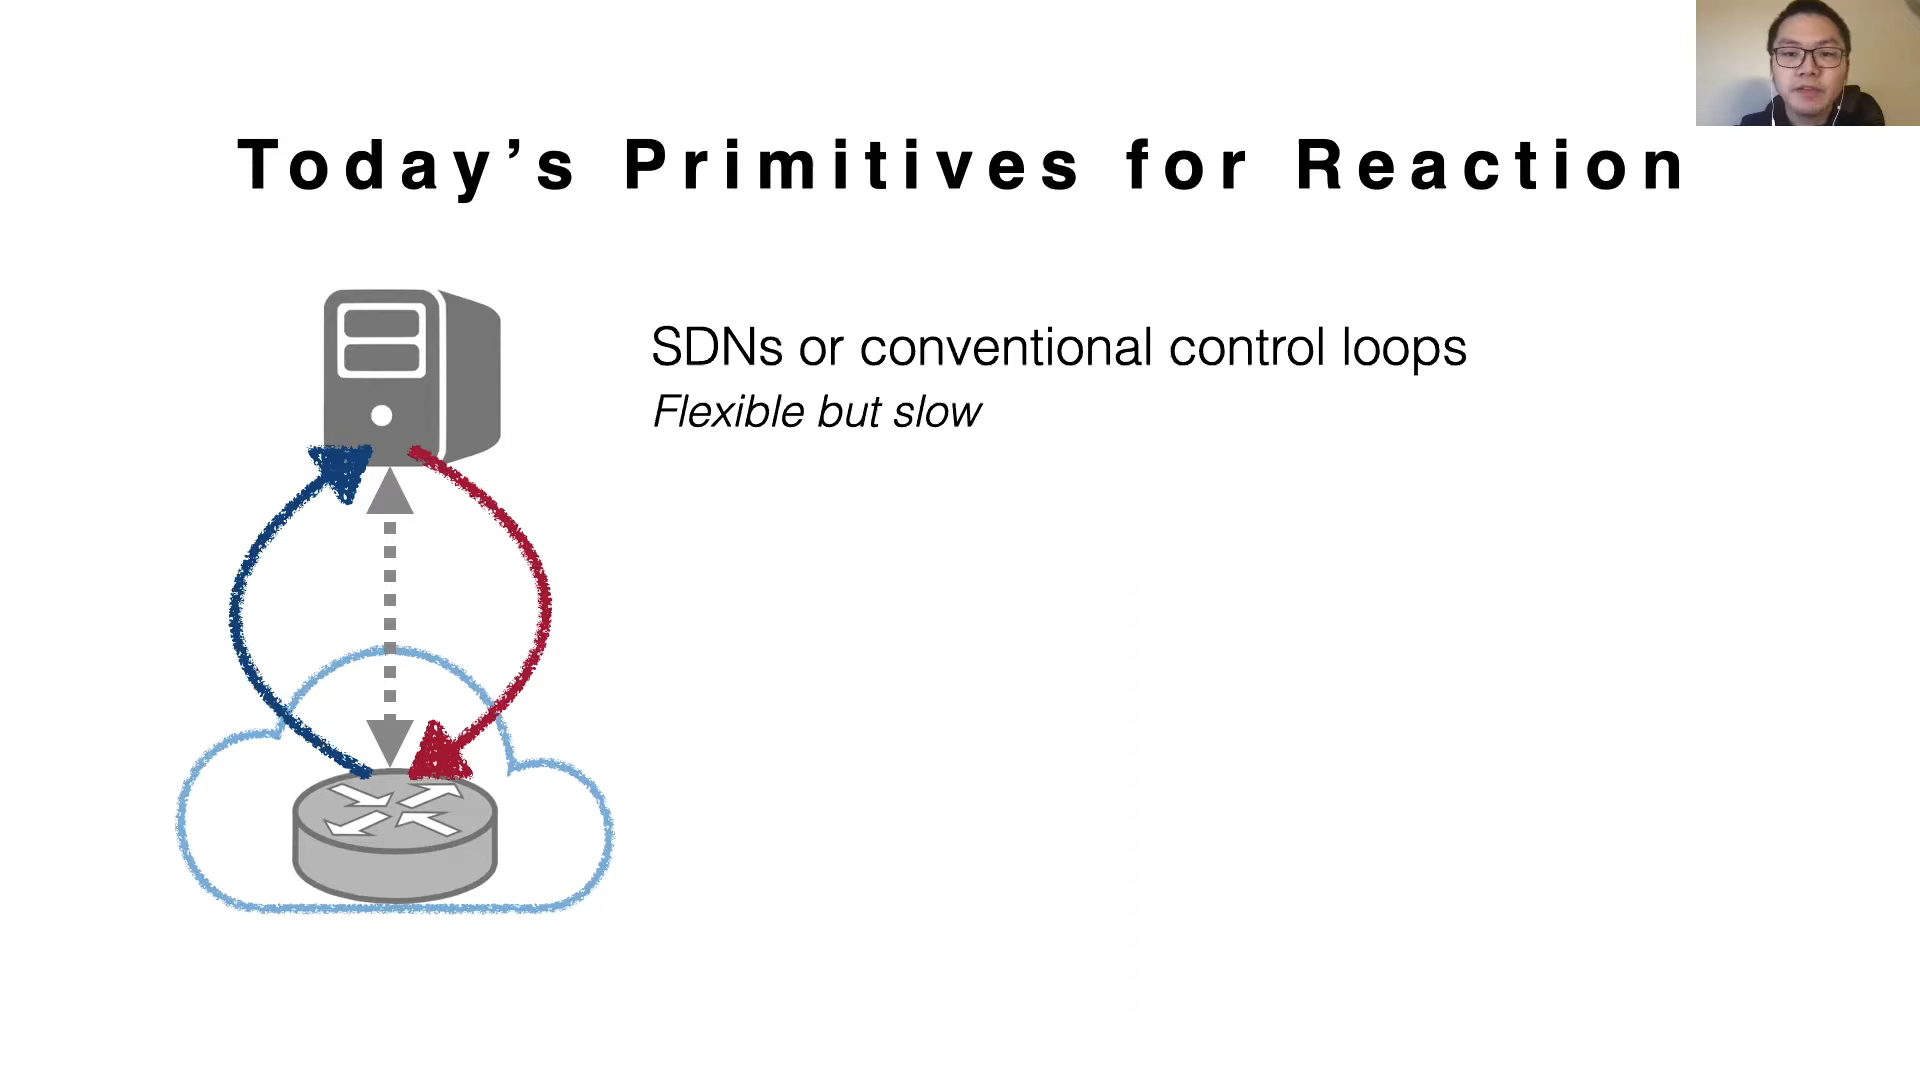 Today’s Primitives for Reaction
SDNs or conventional control loops
Flexible but slow